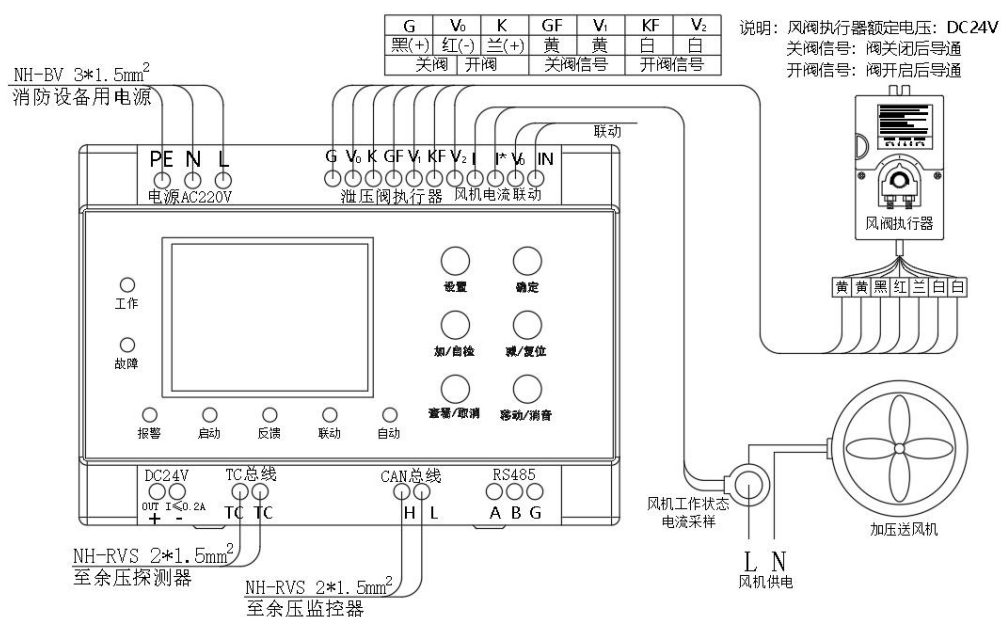 G V₀ K GF V₁ KF V₂
黑(+) 红(-) 兰(+) 黄 黄 白 白
关阀 开阀 关阀信号 开阀信号
说明：风阀执行器额定电压：DC24V
关阀信号：阀关闭后导通
开阀信号：阀开启后导通
NH-BV 3*1.5mm²
消防设备用电源
联动
PE N L
G V₀ K GF V₁ KF V₂ I I* V₀ IN
电源AC220V
泄压阀执行器 风机电流联动
风阀执行器
黄 黄 黑 红 兰 白 白
工作
故障
设置 确定
加/自检 减/复位
查询/取消 移动/消音
报警 启动 反馈 联动 自动
DC24V TC总线 CAN总线 RS485
OUT I≤0.2A
+ - TC TC H L A B G
风机工作状态
电流采样
加压送风机
L N
风机供电
NH-RVS 2*1.5mm²
至余压探测器
NH-RVS 2*1.5mm²
至余压监控器